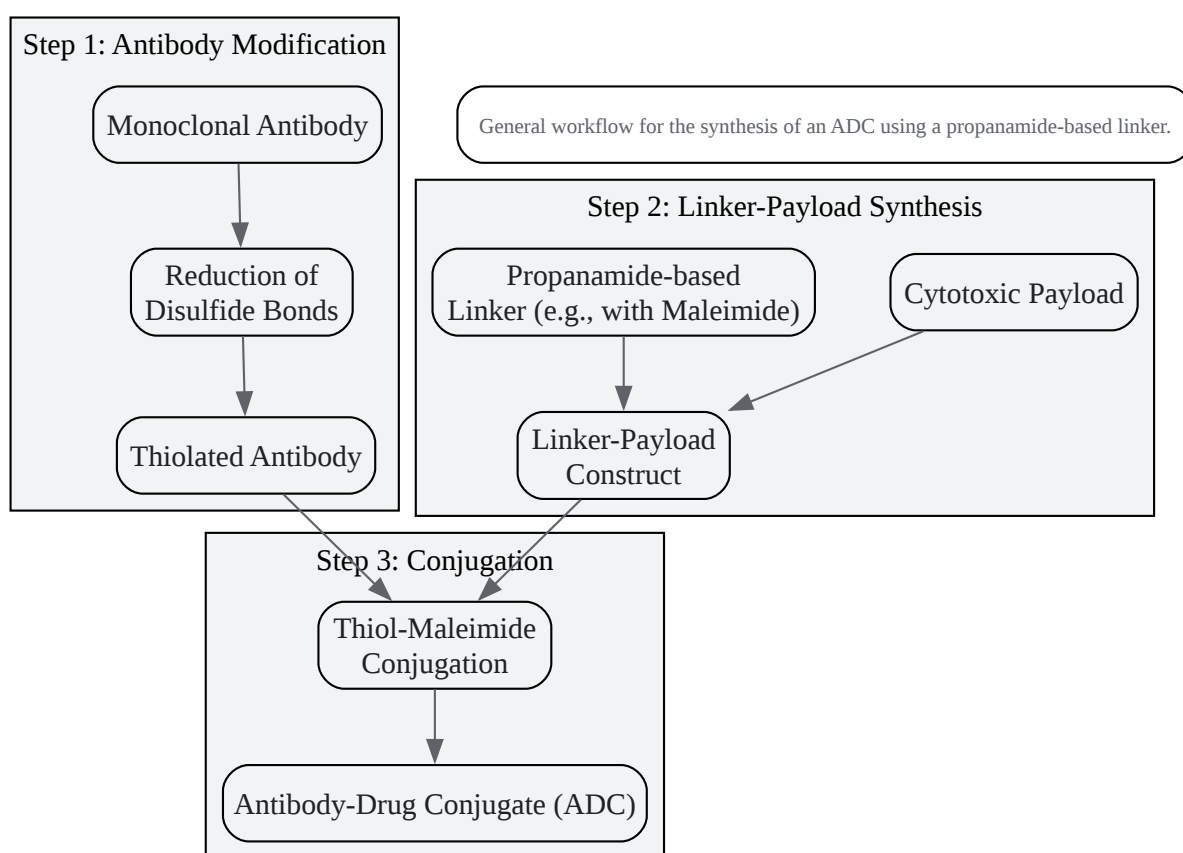 Step 1: Antibody Modification
Monoclonal Antibody
Reduction of
Disulfide Bonds
Thiolated Antibody
General workflow for the synthesis of an ADC using a propanamide-based linker.
Step 2: Linker-Payload Synthesis
Propanamide-based
Linker (e.g., with Maleimide)
Cytotoxic Payload
Linker-Payload
Construct
Step 3: Conjugation
Thiol-Maleimide
Conjugation
Antibody-Drug Conjugate (ADC)